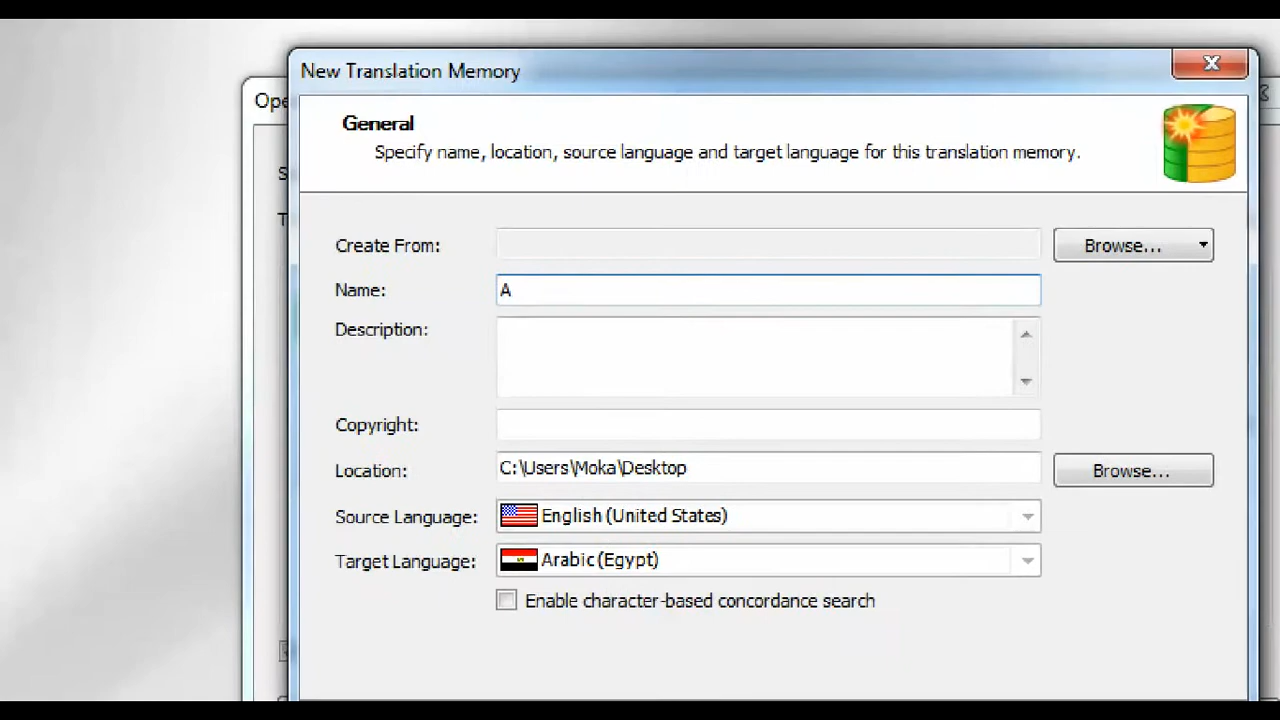 New Translation Memory
Ope
General
Specify name, location, source language and target language for this translation memory.
Create From:
Browse...
Name:
A
Description:
Copyright:
Location:
C:\Users\Moka\Desktop
Browse...
Source Language:
English (United States)
Target Language:
Arabic (Egypt)
Enable character-based concordance search